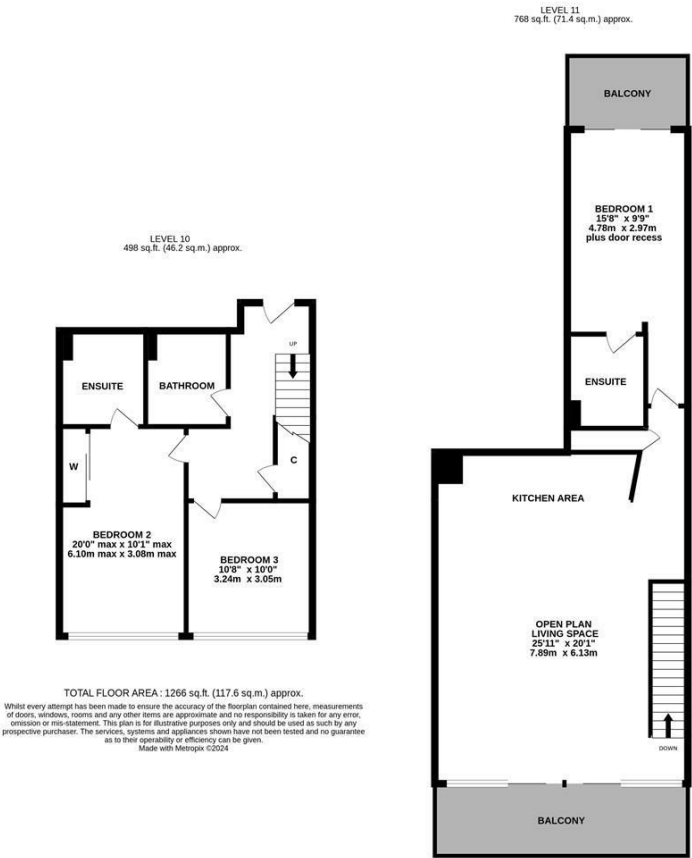 LEVEL 11
768 sq.ft. (71.4 sq.m.) approx.
BALCONY
BEDROOM 1
15'8" x 9'9"
4.78m x 2.97m
plus door recess
ENSUITE
KITCHEN AREA
OPEN PLAN
LIVING SPACE
25'11" x 20'1"
7.89m x 6.13m
DOWN
BALCONY
LEVEL 10
498 sq.ft. (46.2 sq.m.) approx.
UP
ENSUITE
BATHROOM
W
C
BEDROOM 2
20'0" max x 10'1" max
6.10m max x 3.08m max
BEDROOM 3
10'8" x 10'0"
3.24m x 3.05m
TOTAL FLOOR AREA : 1266 sq.ft. (117.6 sq.m.) approx.
Whilst every attempt has been made to ensure the accuracy of the floorplan contained here, measurements
of doors, windows, rooms and any other items are approximate and no responsibility is taken for any error,
omission or mis-statement. This plan is for illustrative purposes only and should be used as such by any
prospective purchaser. The services, systems and appliances shown have not been tested and no guarantee
as to their operability or efficiency can be given.
Made with Metropix ©2024